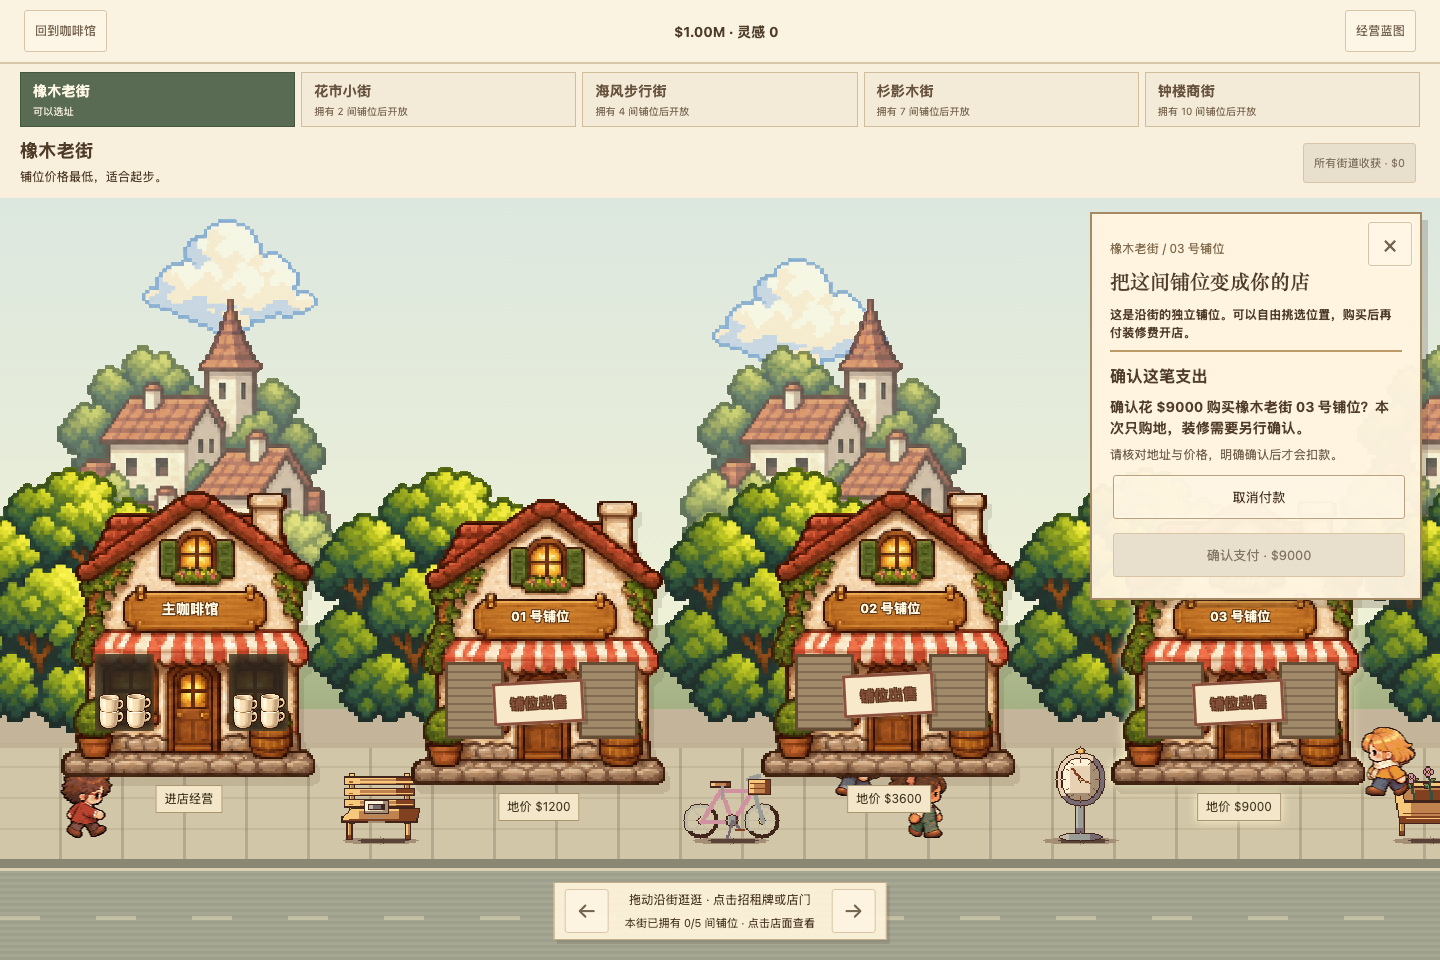 回到咖啡馆
$1.00M · 灵感 0
经营蓝图
橡木老街
可以选址
花市小街
拥有 2 间铺位后开放
海风步行街
拥有 4 间铺位后开放
杉影木街
拥有 7 间铺位后开放
钟楼商街
拥有 10 间铺位后开放
橡木老街
铺位价格最低，适合起步。
所有街道收获 · $0
橡木老街 / 03 号铺位
把这间铺位变成你的店
这是沿街的独立铺位。可以自由挑选位置，购买后再
付装修费开店。
确认这笔支出
确认花 $9000 购买橡木老街 03 号铺位？本
次只购地，装修需要另行确认。
请核对地址与价格，明确确认后才会扣款。
取消付款
确认支付 · $9000
主咖啡馆
01 号铺位
02 号铺位
03 号铺位
铺位出售
铺位出售
铺位出售
进店经营
地价 $1200
地价 $3600
地价 $9000
拖动沿街逛逛 · 点击招租牌或店门
本街已拥有 0/5 间铺位 · 点击店面查看